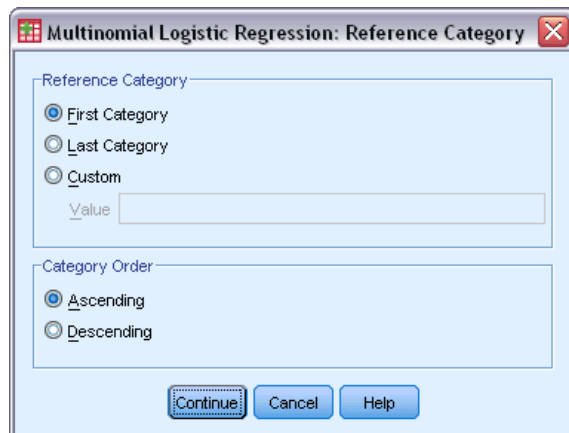 Multinomial Logistic Regression: Reference Category
Reference Category
First Category
Last Category
Custom
Value
Category Order
Ascending
Descending
Continue Cancel Help